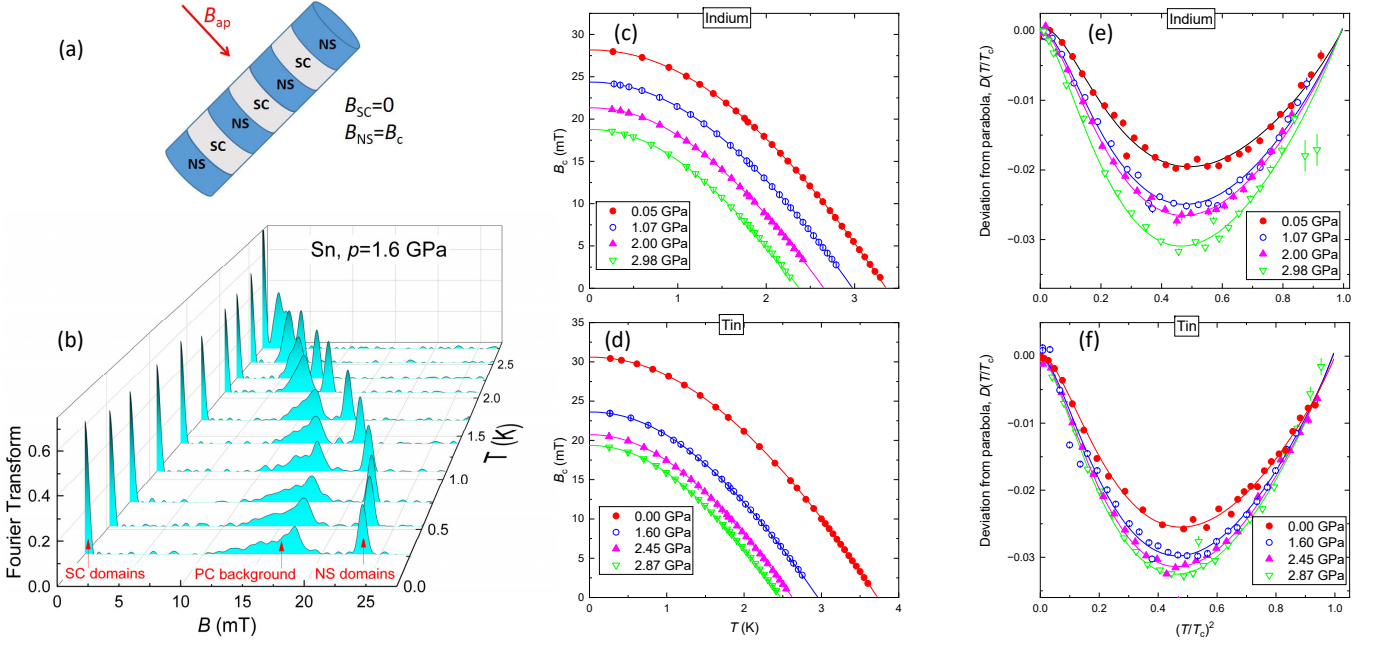 (a)
B_ap
NS
SC
NS
SC
NS
SC
NS
B_SC=0
B_NS=B_c
(b)
Sn, p=1.6 GPa
Fourier Transform
0.6
0.4
0.2
0.0
SC domains
PC background
NS domains
0
5
10
15
20
25
B (mT)
0.0
0.5
1.0
1.5
2.0
2.5
T (K)
Indium
(c)
B_c (mT)
30
25
20
15
10
5
0
0.05 GPa
1.07 GPa
2.00 GPa
2.98 GPa
0 1 2 3 4
Tin
(d)
B_c (mT)
35
30
25
20
15
10
5
0
0.00 GPa
1.60 GPa
2.45 GPa
2.87 GPa
0 1 2 3 4
T (K)
Indium
(e)
Deviation from parabola, D(T/T_c)
0.00
−0.01
−0.02
−0.03
0.05 GPa
1.07 GPa
2.00 GPa
2.98 GPa
0.0 0.2 0.4 0.6 0.8 1.0
Tin
(f)
Deviation from parabola, D(T/T_c)
0.00
−0.01
−0.02
−0.03
0.00 GPa
1.60 GPa
2.45 GPa
2.87 GPa
0.0 0.2 0.4 0.6 0.8 1.0
(T/T_c)²